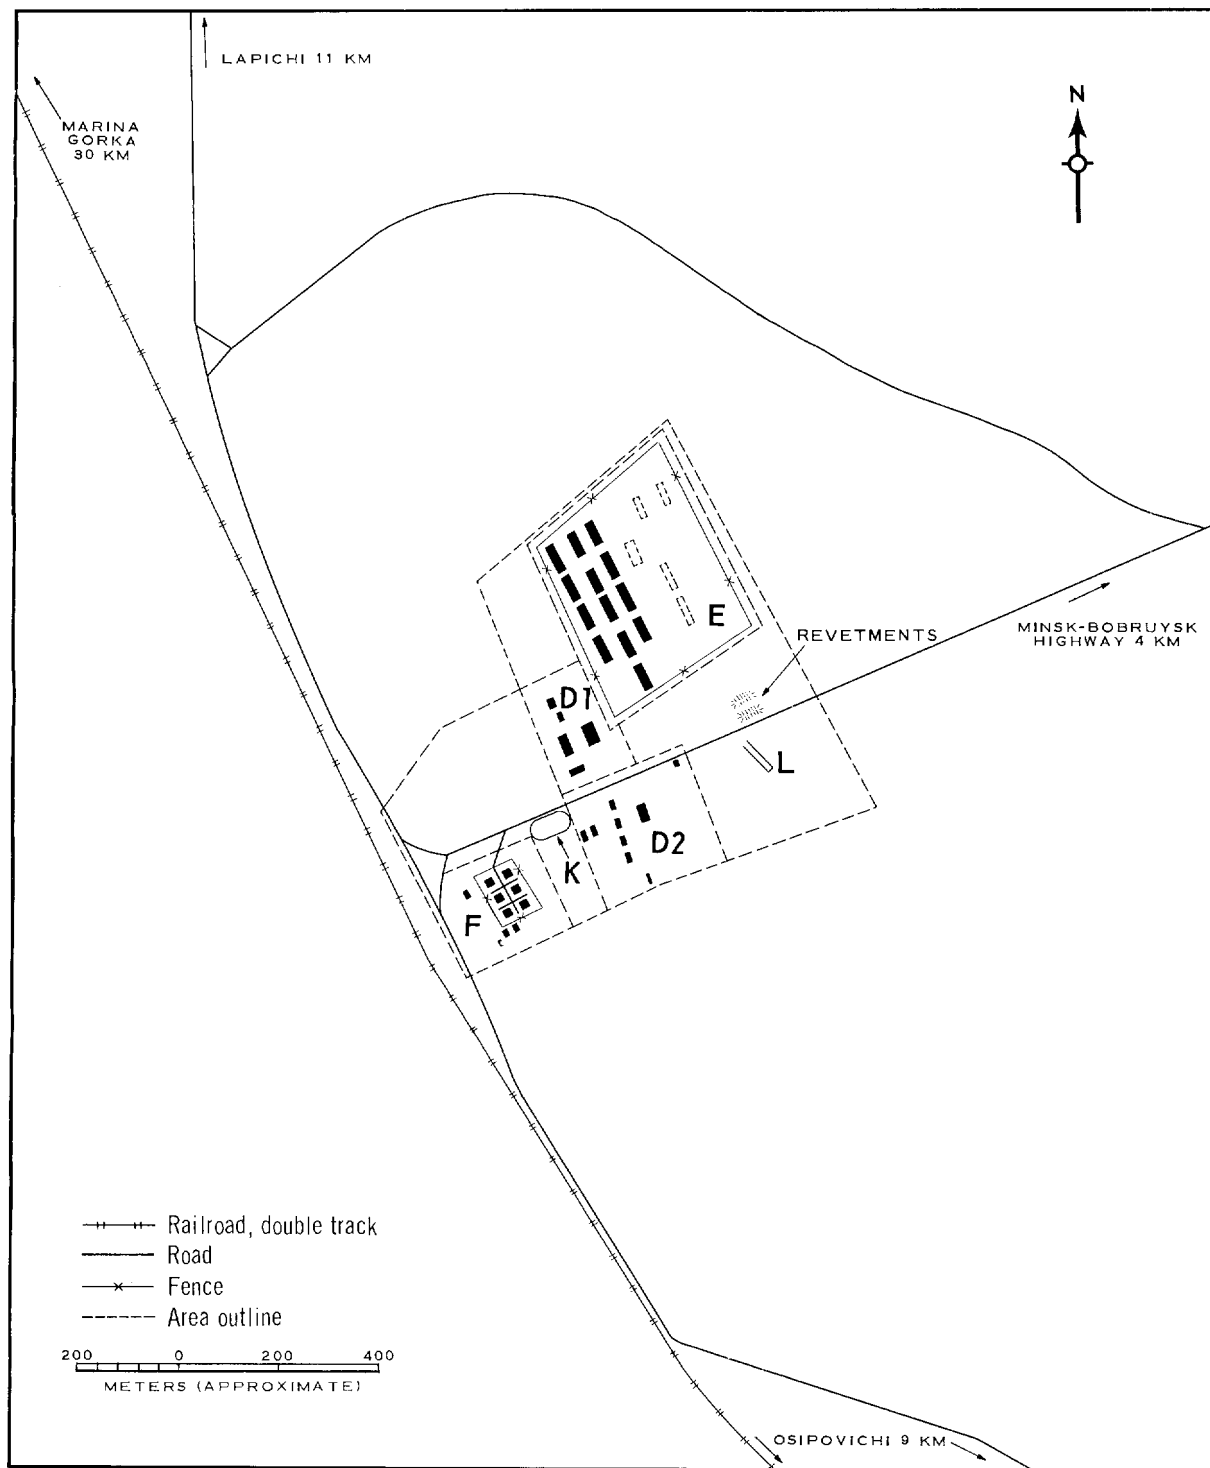 LAPICHI 11 KM
MARINA
GORKA
30 KM
N
E
REVETMENTS
MINSK-BOBRUYSK
HIGHWAY 4 KM
D1
L
D2
K
F
Railroad, double track
Road
Fence
Area outline
200 0 200 400
METERS (APPROXIMATE)
OSIPOVICHI 9 KM